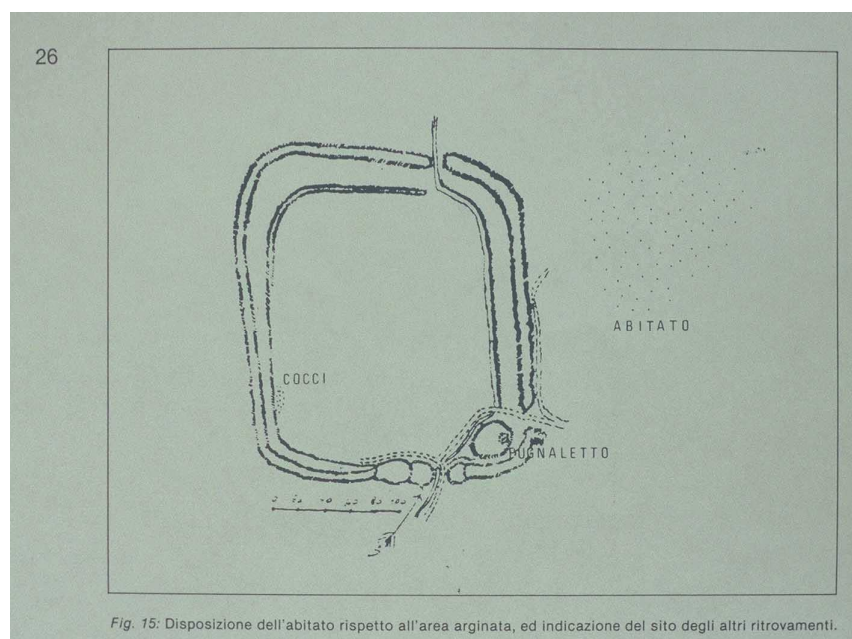 26
ABITATO
COCCI
PUGNALETTO
Fig. 15: Disposizione dell'abitato rispetto all'area arginata, ed indicazione del sito degli altri ritrovamenti.